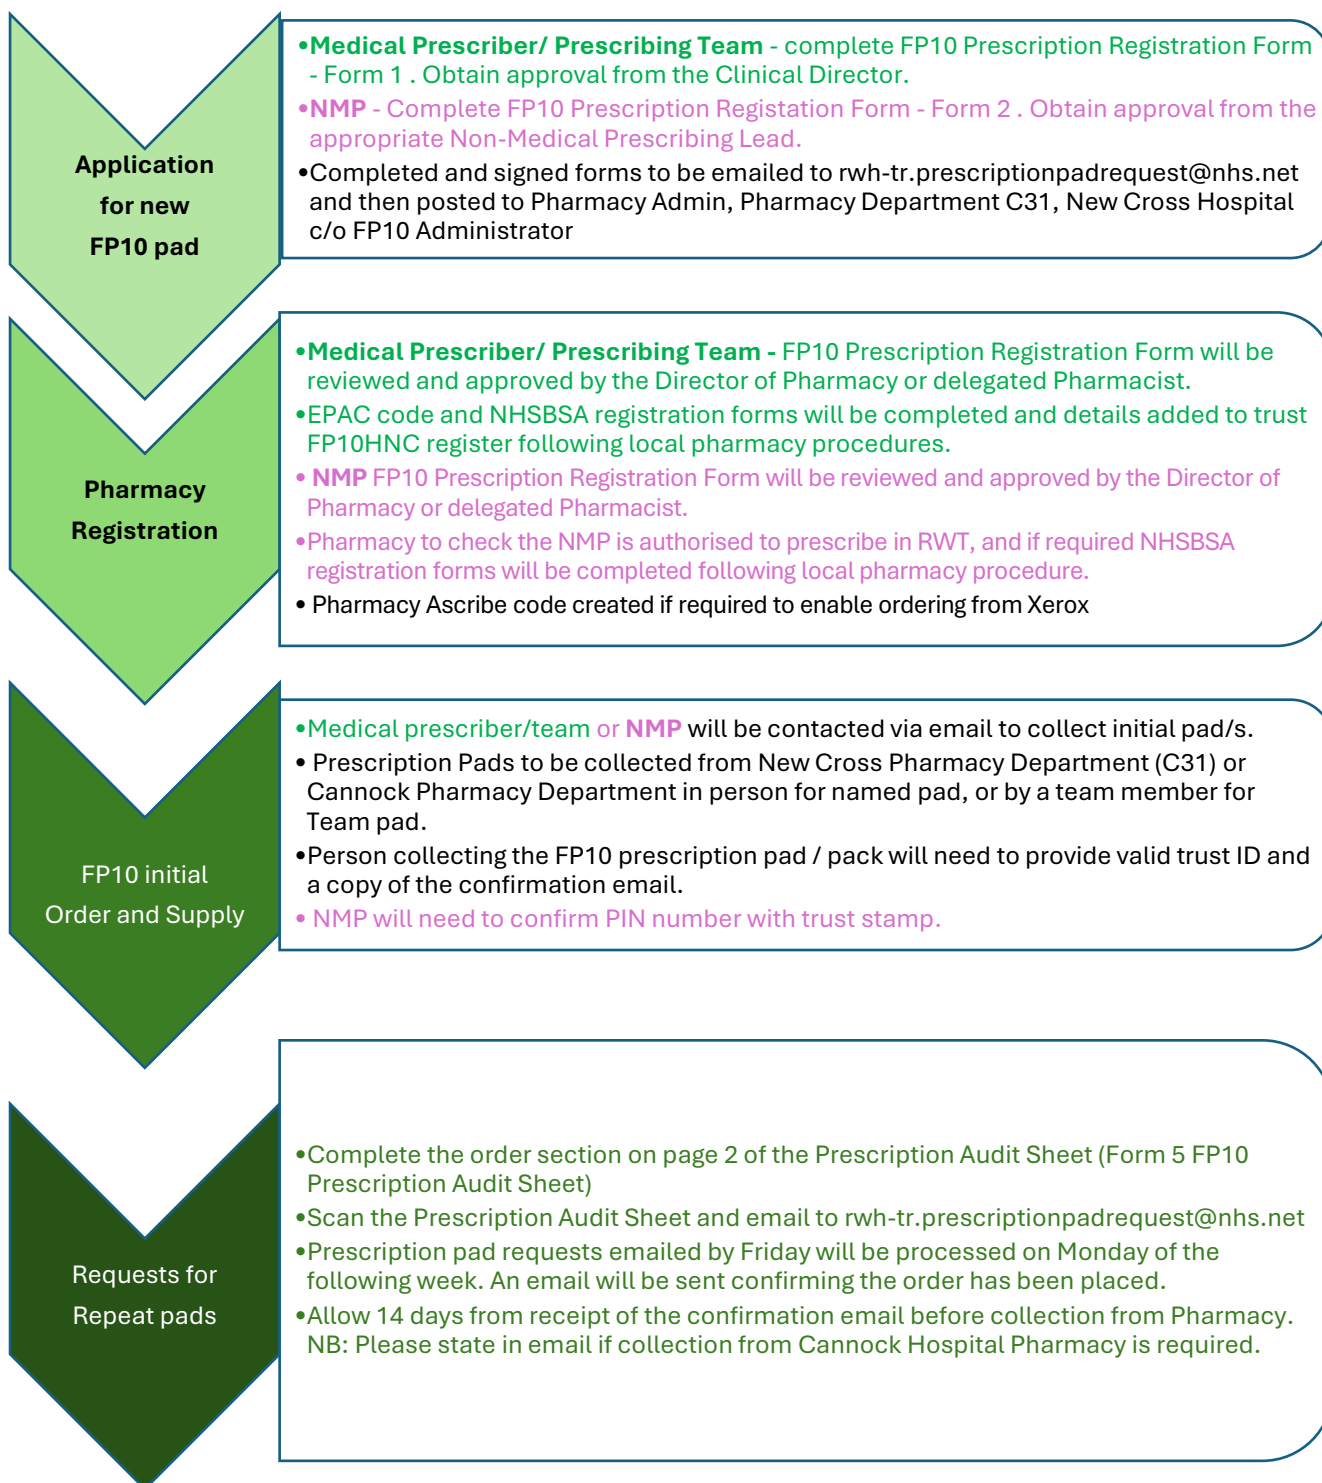 Application
for new
FP10 pad
•Medical Prescriber/ Prescribing Team - complete FP10 Prescription Registration Form
- Form 1 . Obtain approval from the Clinical Director.
•NMP - Complete FP10 Prescription Registation Form - Form 2 . Obtain approval from the
appropriate Non-Medical Prescribing Lead.
•Completed and signed forms to be emailed to rwh-tr.prescriptionpadrequest@nhs.net
and then posted to Pharmacy Admin, Pharmacy Department C31, New Cross Hospital
c/o FP10 Administrator
Pharmacy
Registration
•Medical Prescriber/ Prescribing Team - FP10 Prescription Registration Form will be
reviewed and approved by the Director of Pharmacy or delegated Pharmacist.
•EPAC code and NHSBSA registration forms will be completed and details added to trust
FP10HNC register following local pharmacy procedures.
• NMP FP10 Prescription Registration Form will be reviewed and approved by the Director of
Pharmacy or delegated Pharmacist.
•Pharmacy to check the NMP is authorised to prescribe in RWT, and if required NHSBSA
registration forms will be completed following local pharmacy procedure.
• Pharmacy Ascribe code created if required to enable ordering from Xerox
FP10 initial
Order and Supply
•Medical prescriber/team or NMP will be contacted via email to collect initial pad/s.
• Prescription Pads to be collected from New Cross Pharmacy Department (C31) or
Cannock Pharmacy Department in person for named pad, or by a team member for
Team pad.
•Person collecting the FP10 prescription pad / pack will need to provide valid trust ID and
a copy of the confirmation email.
• NMP will need to confirm PIN number with trust stamp.
Requests for
Repeat pads
•Complete the order section on page 2 of the Prescription Audit Sheet (Form 5 FP10
Prescription Audit Sheet)
•Scan the Prescription Audit Sheet and email to rwh-tr.prescriptionpadrequest@nhs.net
•Prescription pad requests emailed by Friday will be processed on Monday of the
following week. An email will be sent confirming the order has been placed.
•Allow 14 days from receipt of the confirmation email before collection from Pharmacy.
NB: Please state in email if collection from Cannock Hospital Pharmacy is required.